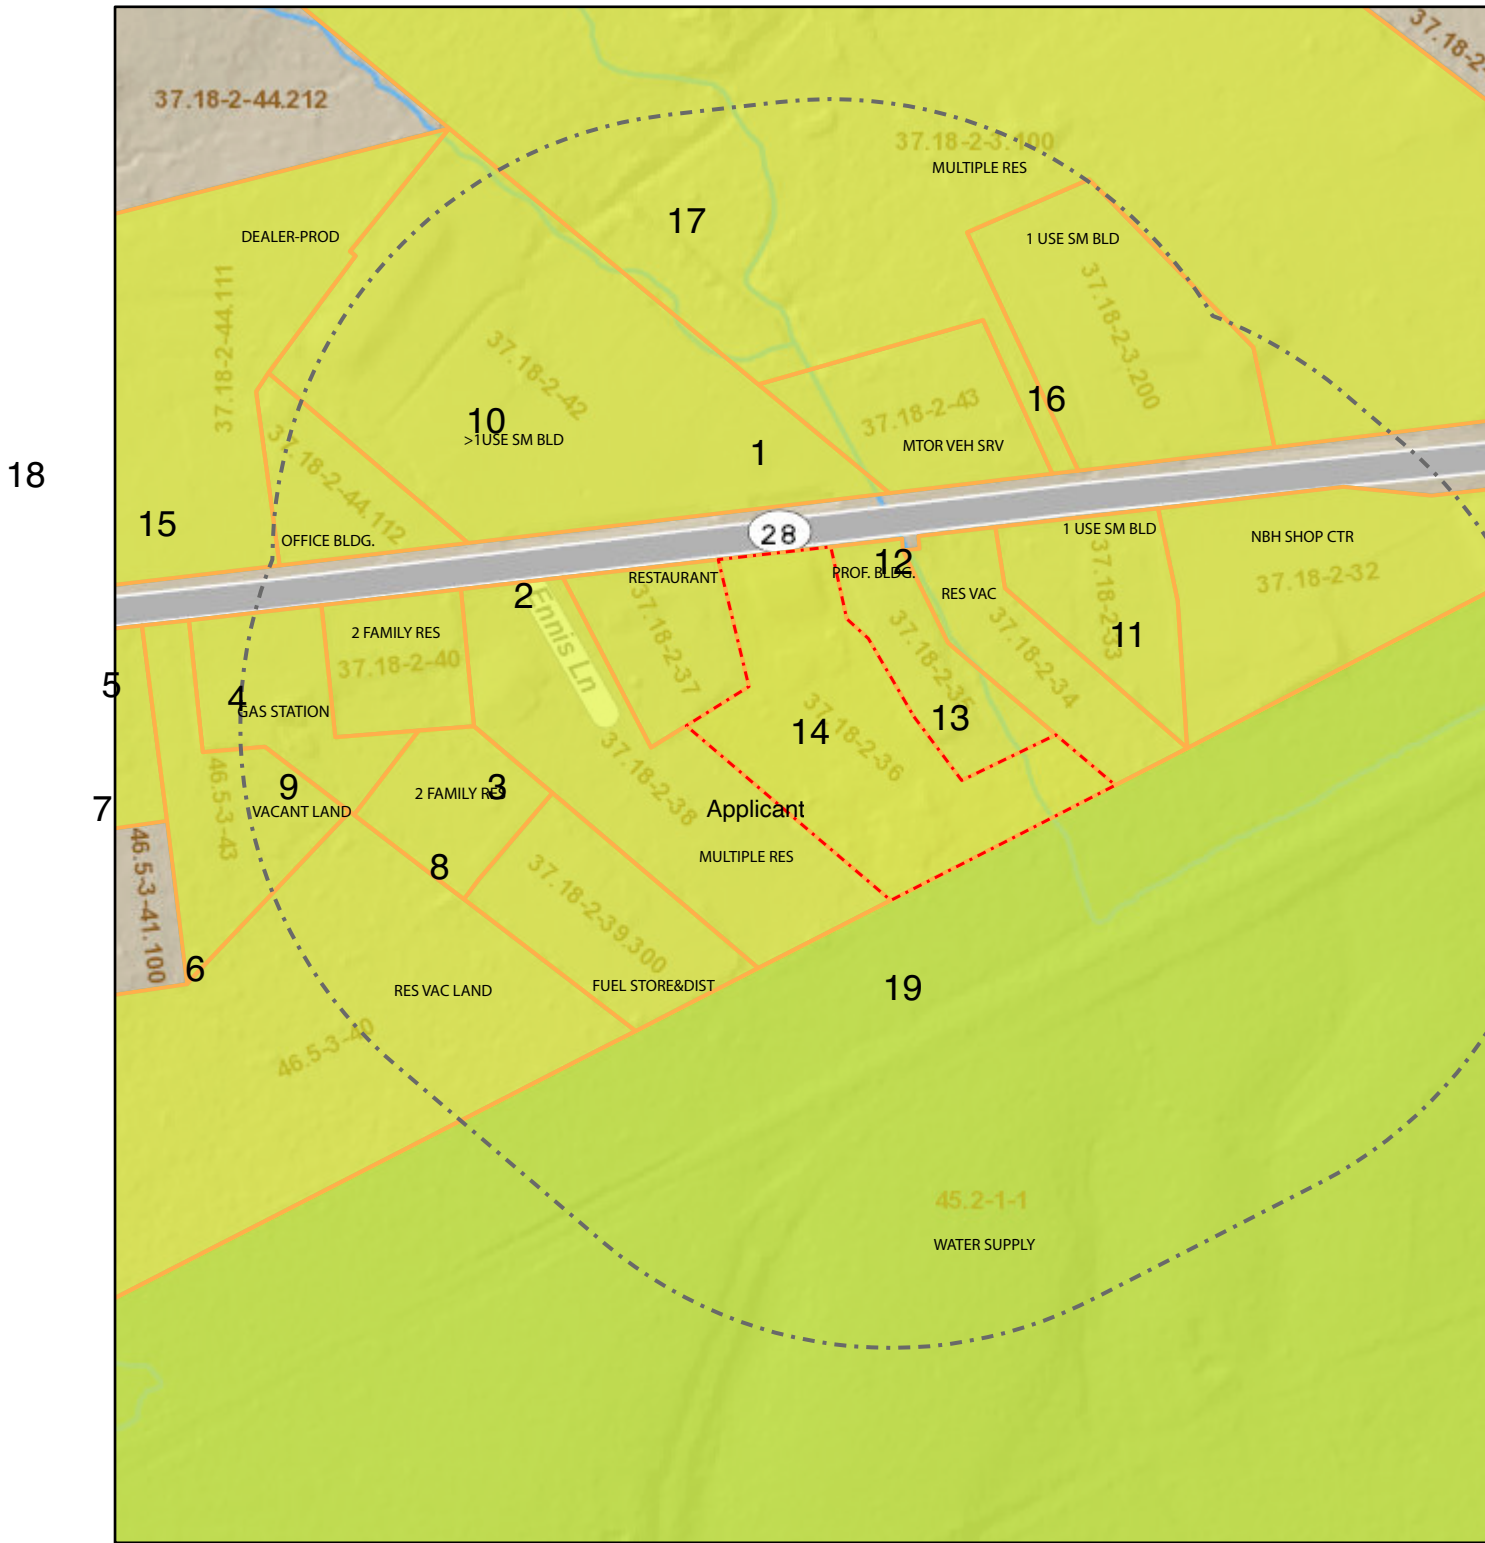 37.18-2-
37.18-2-44.212
37.18-2-3.100
MULTIPLE RES
17
DEALER-PROD
1 USE SM BLD
37.18-2-44.111
37.18-2-3.200
37.18-2-42
10
>1USE SM BLD
16
37.18-2-43
MTOR VEH SRV
1
18
37.18-2-44.112
15
OFFICE BLDG.
28
1 USE SM BLD
NBH SHOP CTR
12
PROF. BLDG.
RESTAURANT
37.18-2-32
2
RES VAC
Ennis Ln
37.18-2-33
11
2 FAMILY RES
37.18-2-40
37.18-2-37
37.18-2-35
37.18-2-34
5
4
GAS STATION
13
14
37.18-2-36
37.18-2-38
9
3
2 FAMILY RES
7
VACANT LAND
46.5-3-43
Applicant
MULTIPLE RES
8
46.5-3-41.100
37.18-2-39.300
6
19
RES VAC LAND
FUEL STORE&DIST
46.5-3-40
45.2-1-1
WATER SUPPLY